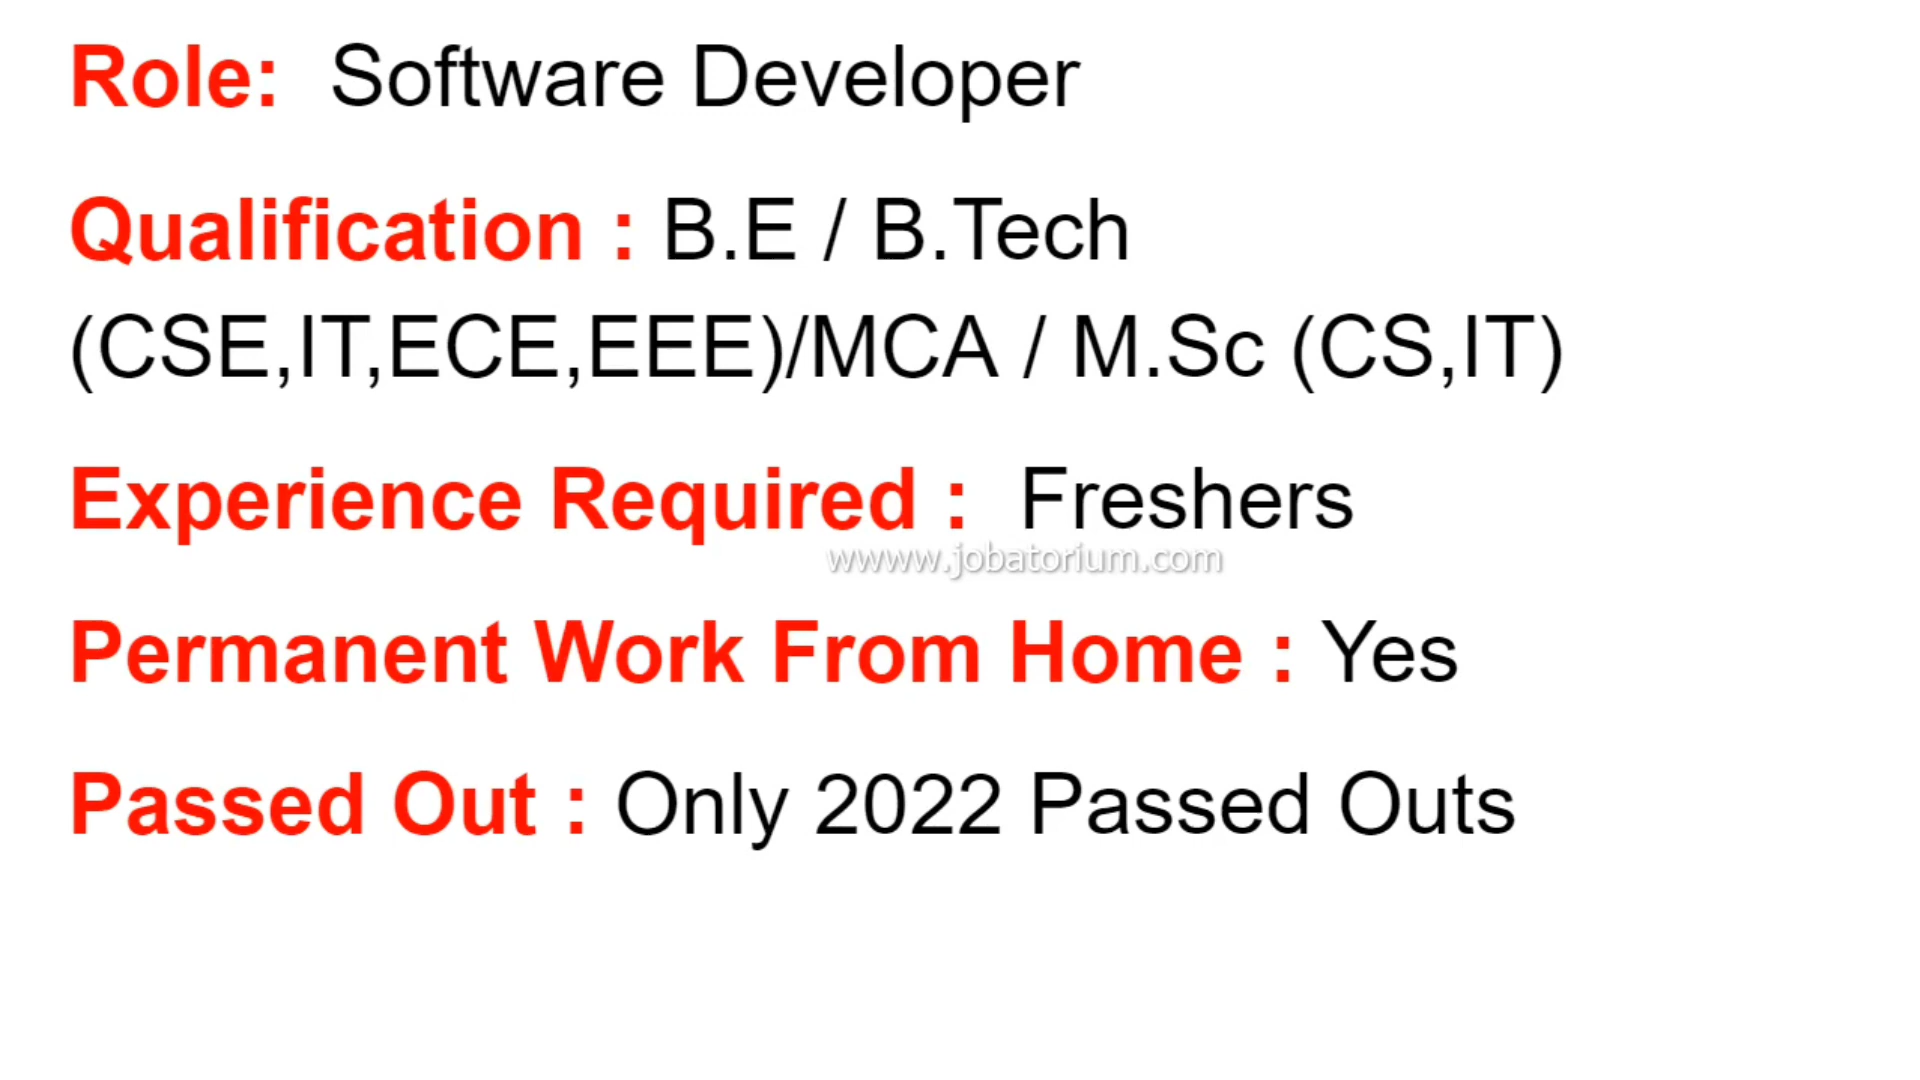 Role: Software Developer
Qualification : B.E / B.Tech
(CSE,IT,ECE,EEE)/MCA / M.Sc (CS,IT)
Experience Required : Freshers
wwww.jobatorium.com
Permanent Work From Home : Yes
Passed Out : Only 2022 Passed Outs